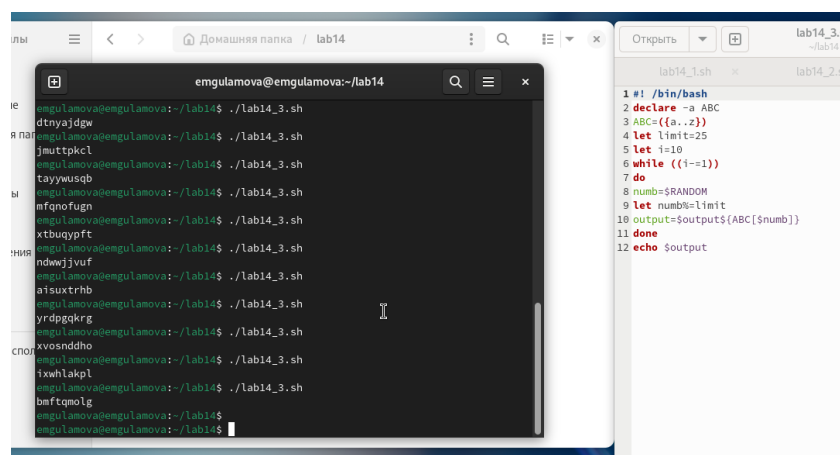 лы
Домашняя папка / lab14
Открыть
lab14_3.
~/lab14
lab14_1.sh
lab14_2.s
emgulamova@emgulamova:~/lab14
emgulamova@emgulamova:~/lab14$ ./lab14_3.sh
dtnyajdgw
emgulamova@emgulamova:~/lab14$ ./lab14_3.sh
jmuttpkcl
emgulamova@emgulamova:~/lab14$ ./lab14_3.sh
tayywusqb
emgulamova@emgulamova:~/lab14$ ./lab14_3.sh
mfqnofugn
emgulamova@emgulamova:~/lab14$ ./lab14_3.sh
xtbuqypft
emgulamova@emgulamova:~/lab14$ ./lab14_3.sh
ndwwjjvuf
emgulamova@emgulamova:~/lab14$ ./lab14_3.sh
aisuxtrhb
emgulamova@emgulamova:~/lab14$ ./lab14_3.sh
yrdpgqkrg
emgulamova@emgulamova:~/lab14$ ./lab14_3.sh
xvosnddho
emgulamova@emgulamova:~/lab14$ ./lab14_3.sh
ixwhlakpl
emgulamova@emgulamova:~/lab14$ ./lab14_3.sh
bmftqmolg
emgulamova@emgulamova:~/lab14$
emgulamova@emgulamova:~/lab14$
1 #! /bin/bash
2 declare -a ABC
3 ABC=({a..z})
4 let limit=25
5 let i=10
6 while ((i-=1))
7 do
8 numb=$RANDOM
9 let numb%=limit
10 output=$output${ABC[$numb]}
11 done
12 echo $output